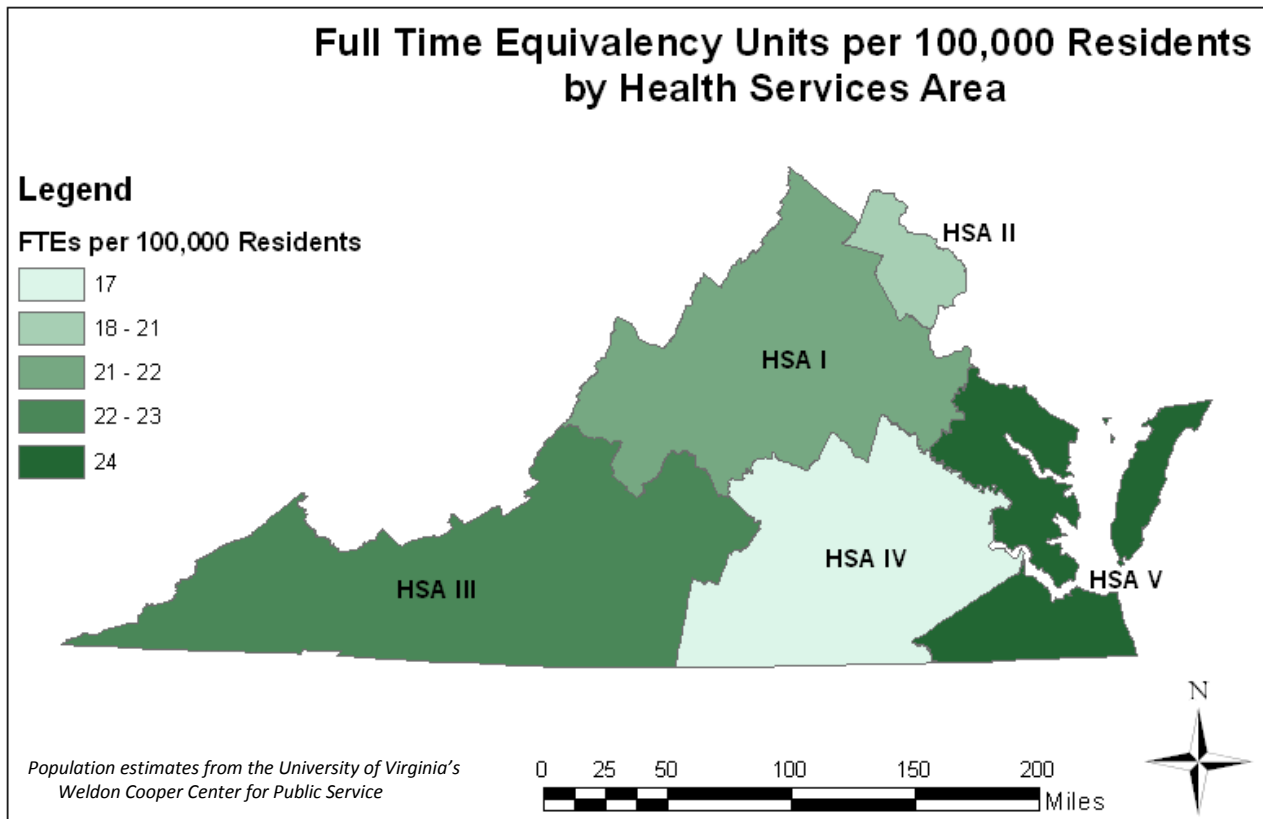 Full Time Equivalency Units per 100,000 Residents
by Health Services Area
Legend
FTEs per 100,000 Residents
17
18 - 21
21 - 22
22 - 23
24
HSA II
HSA I
HSA IV
HSA III
HSA V
N
Population estimates from the University of Virginia's
Weldon Cooper Center for Public Service
0 25 50 100 150 200
Miles